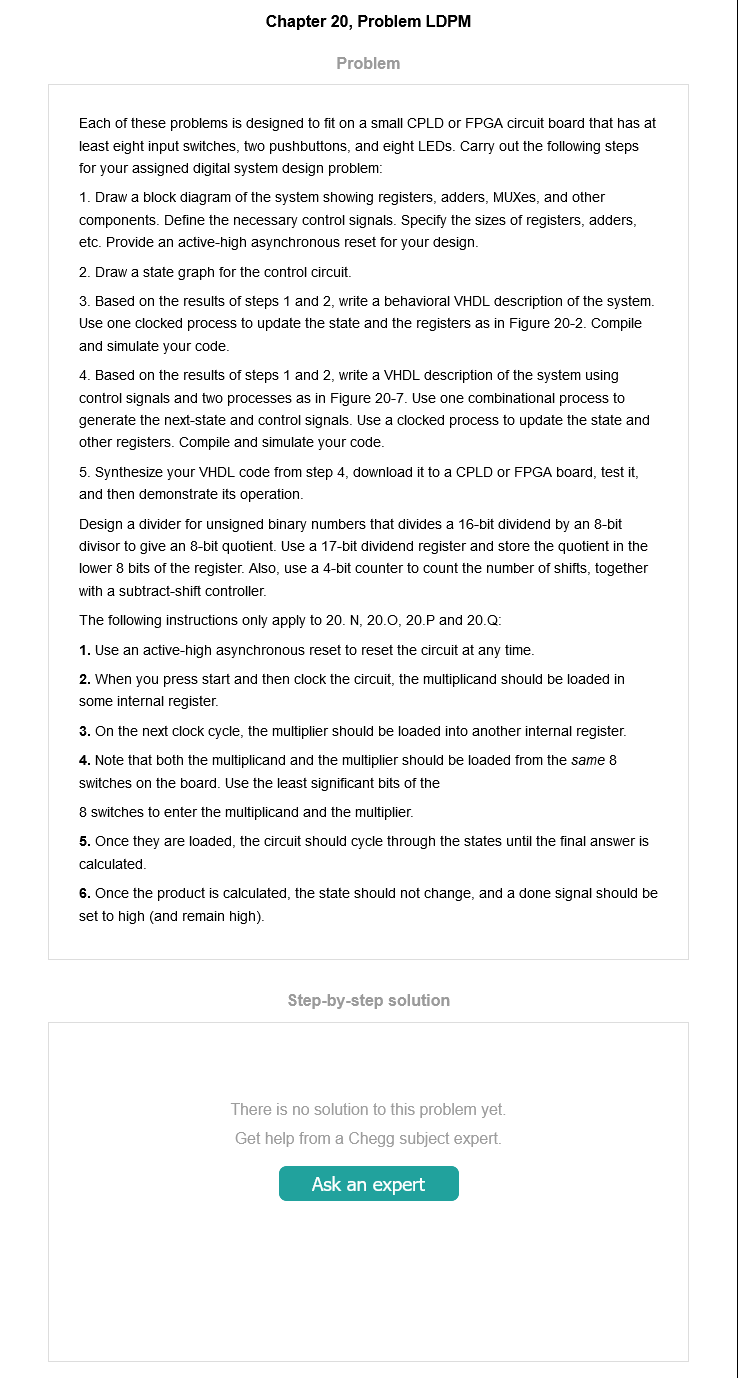 Chapter 20, Problem LDPM
Problem
Each of these problems is designed to fit on a small CPLD or FPGA circuit board that has at
least eight input switches, two pushbuttons, and eight LEDs. Carry out the following steps
for your assigned digital system design problem:
1. Draw a block diagram of the system showing registers, adders, MUXes, and other
components. Define the necessary control signals. Specify the sizes of registers, adders,
etc. Provide an active-high asynchronous reset for your design.
2. Draw a state graph for the control circuit.
3. Based on the results of steps 1 and 2, write a behavioral VHDL description of the system.
Use one clocked process to update the state and the registers as in Figure 20-2. Compile
and simulate your code.
4. Based on the results of steps 1 and 2, write a VHDL description of the system using
control signals and two processes as in Figure 20-7. Use one combinational process to
generate the next-state and control signals. Use a clocked process to update the state and
other registers. Compile and simulate your code.
5. Synthesize your VHDL code from step 4, download it to a CPLD or FPGA board, test it,
and then demonstrate its operation.
Design a divider for unsigned binary numbers that divides a 16-bit dividend by an 8-bit
divisor to give an 8-bit quotient. Use a 17-bit dividend register and store the quotient in the
lower 8 bits of the register. Also, use a 4-bit counter to count the number of shifts, together
with a subtract-shift controller.
The following instructions only apply to 20. N, 20.O, 20.P and 20.Q:
1. Use an active-high asynchronous reset to reset the circuit at any time.
2. When you press start and then clock the circuit, the multiplicand should be loaded in
some internal register.
3. On the next clock cycle, the multiplier should be loaded into another internal register.
4. Note that both the multiplicand and the multiplier should be loaded from the same 8
switches on the board. Use the least significant bits of the
8 switches to enter the multiplicand and the multiplier.
5. Once they are loaded, the circuit should cycle through the states until the final answer is
calculated.
6. Once the product is calculated, the state should not change, and a done signal should be
set to high (and remain high).
Step-by-step solution
There is no solution to this problem yet.
Get help from a Chegg subject expert.
Ask an expert